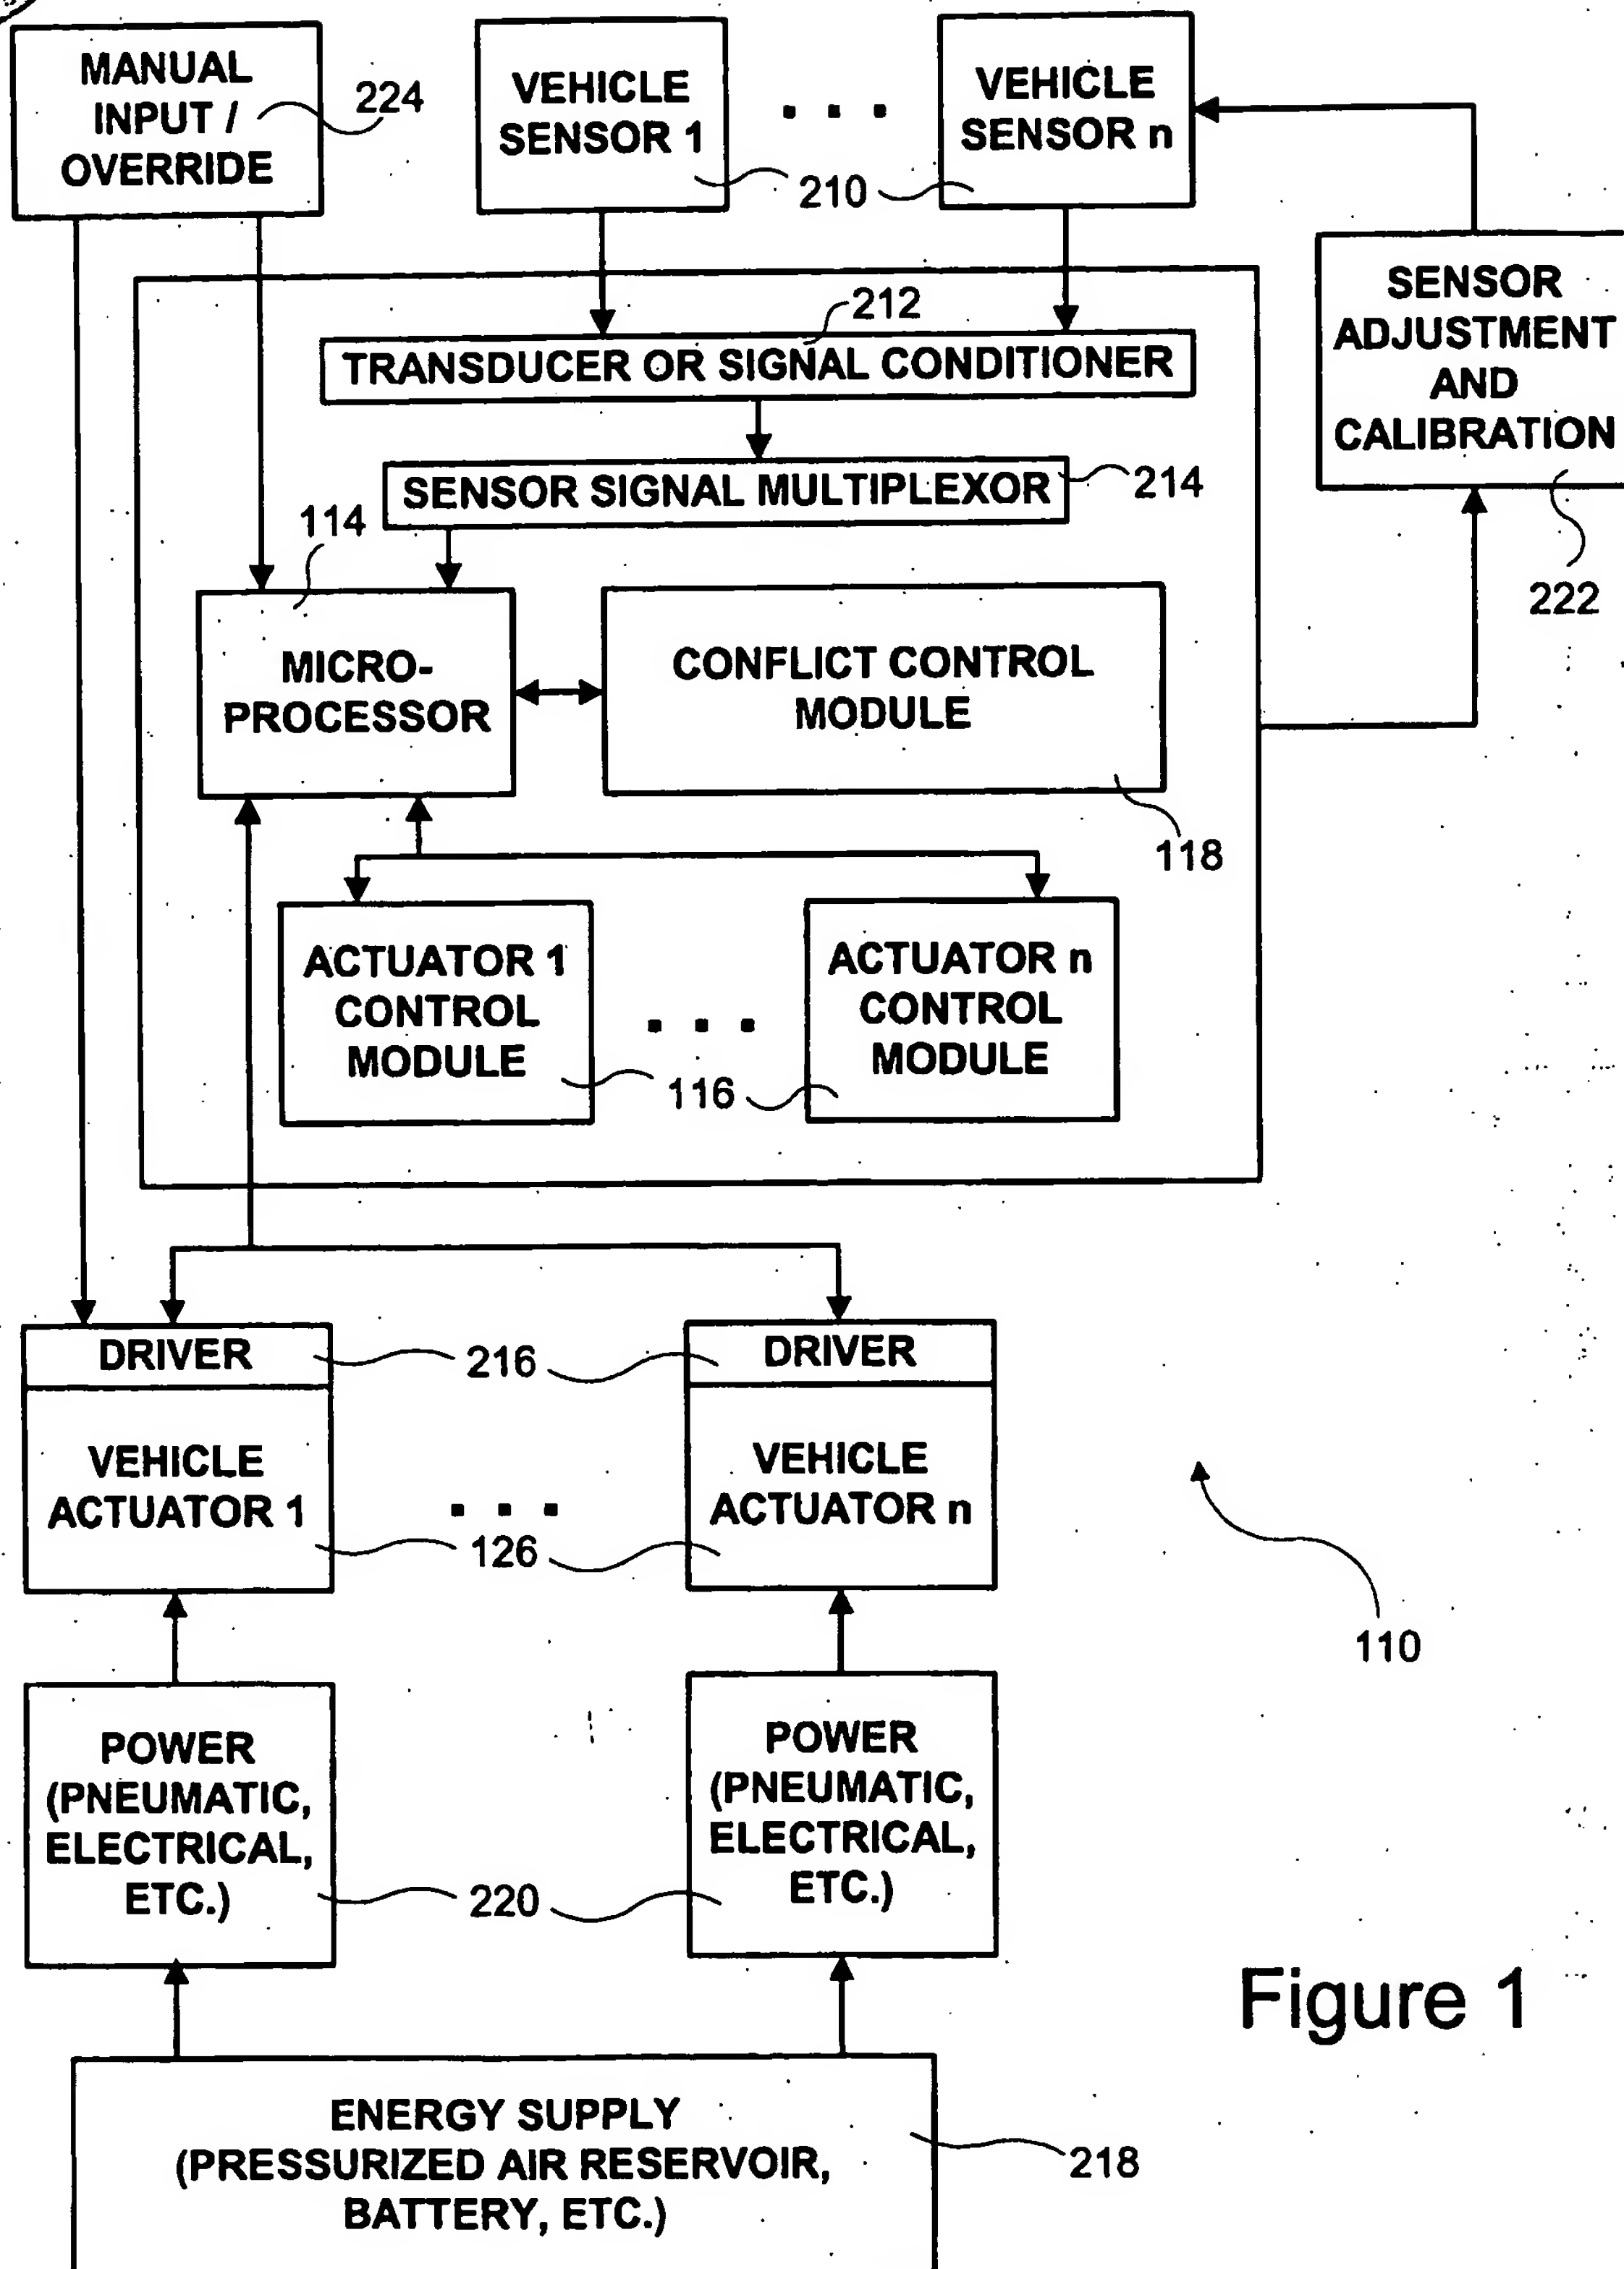 MANUAL
INPUT /
OVERRIDE
224
VEHICLE
SENSOR 1
. . .
VEHICLE
SENSOR n
210
SENSOR
ADJUSTMENT
AND
CALIBRATION
222
212
TRANSDUCER OR SIGNAL CONDITIONER
SENSOR SIGNAL MULTIPLEXOR
214
114
MICRO-
PROCESSOR
CONFLICT CONTROL
MODULE
118
ACTUATOR 1
CONTROL
MODULE
. . .
ACTUATOR n
CONTROL
MODULE
116
DRIVER
216
DRIVER
VEHICLE
ACTUATOR 1
. . .
VEHICLE
ACTUATOR n
126
110
POWER
(PNEUMATIC,
ELECTRICAL,
ETC.)
220
POWER
(PNEUMATIC,
ELECTRICAL,
ETC.)
Figure 1
ENERGY SUPPLY
(PRESSURIZED AIR RESERVOIR,
BATTERY, ETC.)
218